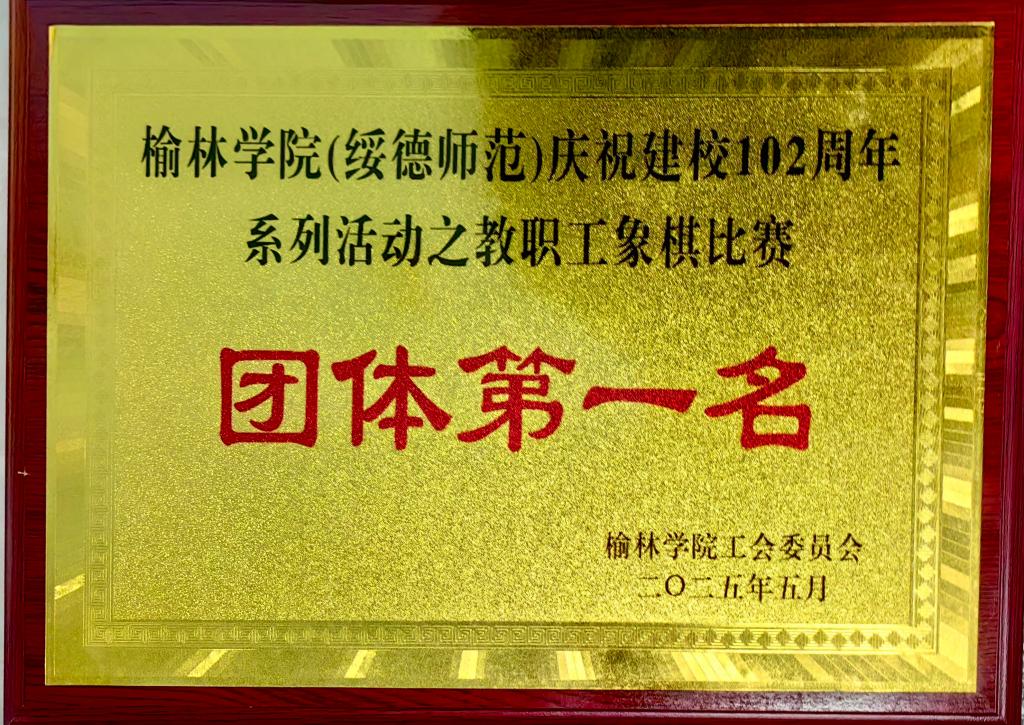 榆林学院(绥德师范)庆祝建校102周年
系列活动之教职工象棋比赛
团体第一名
榆林学院工会委员会
二〇二五年五月